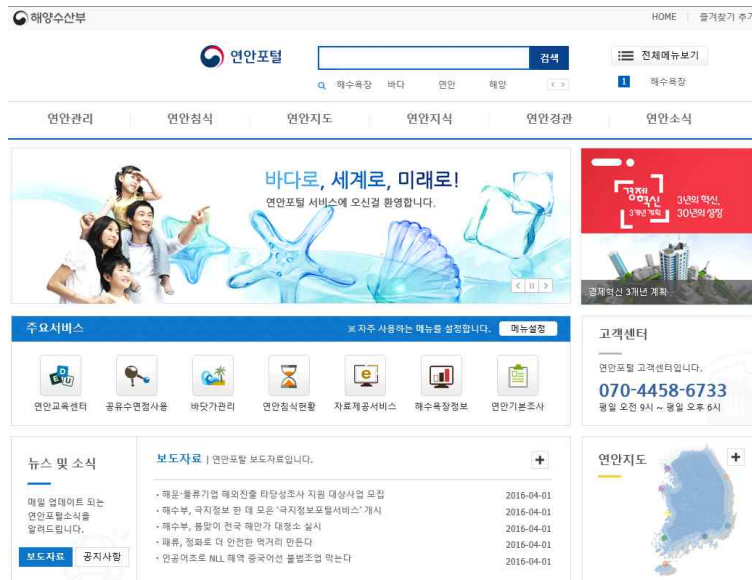 해양수산부
HOME | 즐겨찾기 추가
연안포털
검색
전체메뉴보기
해수욕장 바다 연안 해양
1 해수욕장
연안관리 연안침식 연안지도 연안지식 연안경관 연안소식
바다로, 세계로, 미래로!
연안포털 서비스에 오신걸 환영합니다.
경제혁신
3개년 계획
3년의 혁신,
30년의 성장
경제혁신 3개년 계획
주요서비스
※ 자주 사용하는 메뉴를 설정합니다.
메뉴설정
EDU
연안교육센터 공유수면점사용 바닷가관리 연안침식현황 자료제공서비스 해수욕장정보 연안기본조사
고객센터
연안포털 고객센터입니다.
070-4458-6733
평일 오전 9시 ~ 평일 오후 6시
뉴스 및 소식
매일 업데이트 되는
연안포털소식을
알려드립니다.
보도자료 공지사항
보도자료 | 연안포탈 보도자료입니다.
· 해운·물류기업 해외진출 타당성조사 지원 대상사업 모집 2016-04-01
· 해수부, 극지정보 한 데 모은 '극지정보포털서비스' 개시 2016-04-01
· 해수부, 봄맞이 전국 해안가 대청소 실시 2016-04-01
· 패류, 정화로 더 안전한 먹거리 만든다 2016-04-01
· 인공어초로 NLL 해역 중국어선 불법조업 막는다 2016-04-01
연안지도